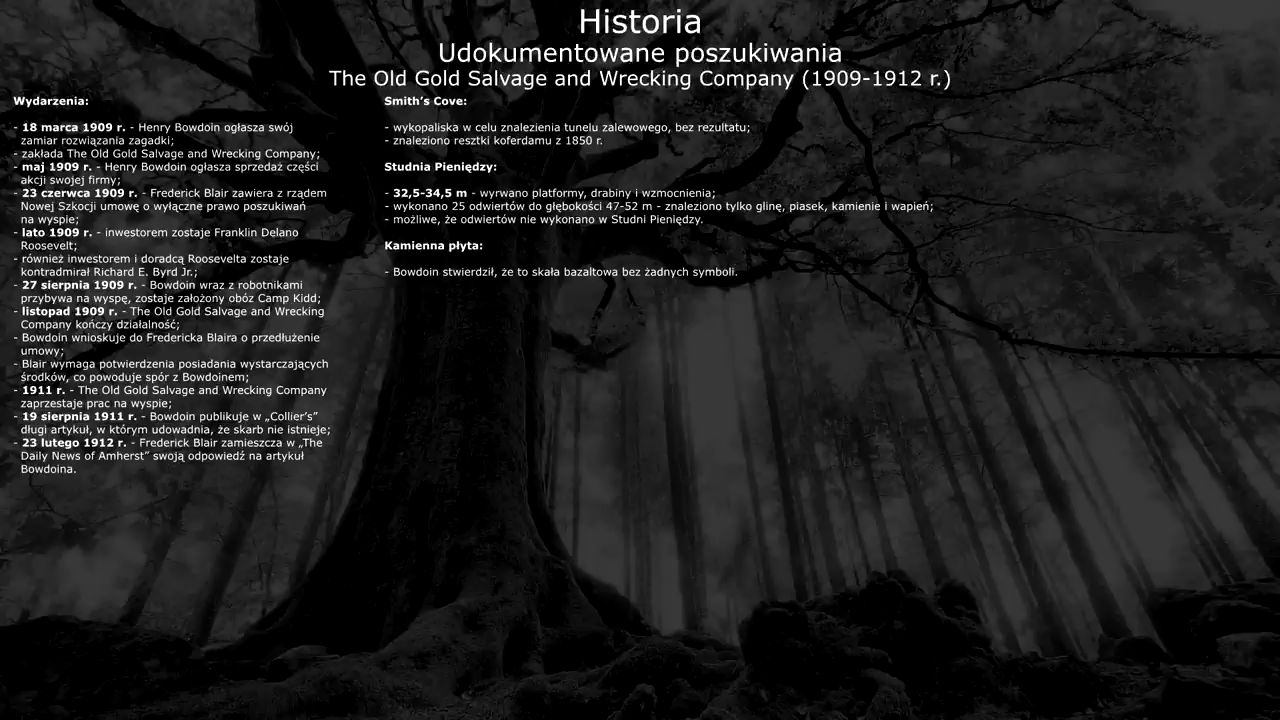 Historia
Udokumentowane poszukiwania
The Old Gold Salvage and Wrecking Company (1909-1912 r.)
Wydarzenia:
- 18 marca 1909 r. - Henry Bowdoin ogłasza swój
zamiar rozwiązania zagadki;
- zakłada The Old Gold Salvage and Wrecking Company;
- maj 1909 r. - Henry Bowdoin ogłasza sprzedaż części
akcji swojej firmy;
- 23 czerwca 1909 r. - Frederick Blair zawiera z rządem
Nowej Szkocji umowę o wyłączne prawo poszukiwań
na wyspie;
- lato 1909 r. - inwestorem zostaje Franklin Delano
Roosevelt;
- również inwestorem i doradcą Roosevelta zostaje
kontradmirał Richard E. Byrd Jr.;
- 27 sierpnia 1909 r. - Bowdoin wraz z robotnikami
przybywa na wyspę, zostaje założony obóz Camp Kidd;
- listopad 1909 r. - The Old Gold Salvage and Wrecking
Company kończy działalność;
- Bowdoin wnioskuje do Fredericka Blaira o przedłużenie
umowy;
- Blair wymaga potwierdzenia posiadania wystarczających
środków, co powoduje spór z Bowdoinem;
- 1911 r. - The Old Gold Salvage and Wrecking Company
zaprzestaje prac na wyspie;
- 19 sierpnia 1911 r. - Bowdoin publikuje w „Collier’s”
długi artykuł, w którym udowadnia, że skarb nie istnieje;
- 23 lutego 1912 r. - Frederick Blair zamieszcza w „The
Daily News of Amherst” swoją odpowiedź na artykuł
Bowdoina.
Smith’s Cove:
- wykopaliska w celu znalezienia tunelu zalewowego, bez rezultatu;
- znaleziono resztki koferdamu z 1850 r.
Studnia Pieniędzy:
- 32,5-34,5 m - wyrwano platformy, drabiny i wzmocnienia;
- wykonano 25 odwiertów do głębokości 47-52 m - znaleziono tylko glinę, piasek, kamienie i wapień;
- możliwe, że odwiertów nie wykonano w Studni Pieniędzy.
Kamienna płyta:
- Bowdoin stwierdził, że to skała bazaltowa bez żadnych symboli.